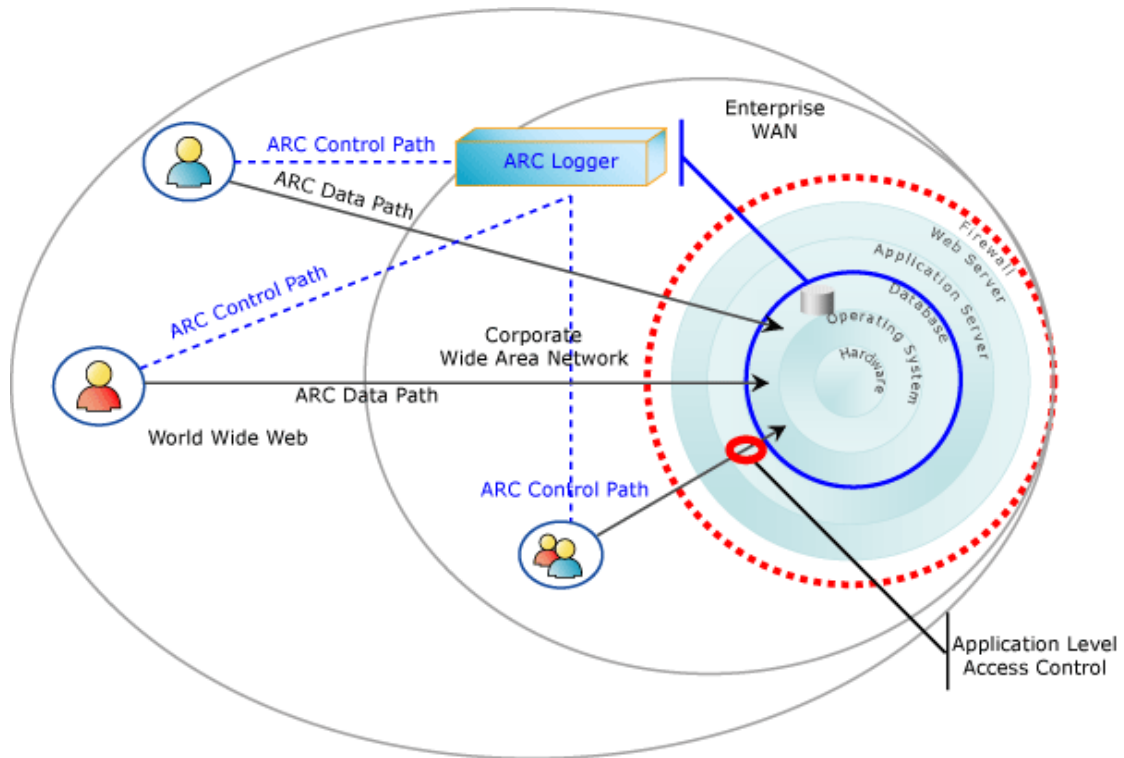 Enterprise
WAN
ARC Control Path
ARC Logger
ARC Data Path
Firewall
Web Server
Application Server
Database
Operating System
Hardware
ARC Control Path
Corporate
Wide Area Network
ARC Data Path
World Wide Web
ARC Control Path
Application Level
Access Control